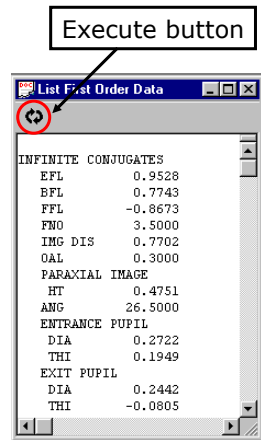 Execute button
List First Order Data
INFINITE CONJUGATES
EFL 0.9528
BFL 0.7743
FFL -0.8673
FNO 3.5000
IMG DIS 0.7702
OAL 0.3000
PARAXIAL IMAGE
HT 0.4751
ANG 26.5000
ENTRANCE PUPIL
DIA 0.2722
THI 0.1949
EXIT PUPIL
DIA 0.2442
THI -0.0805